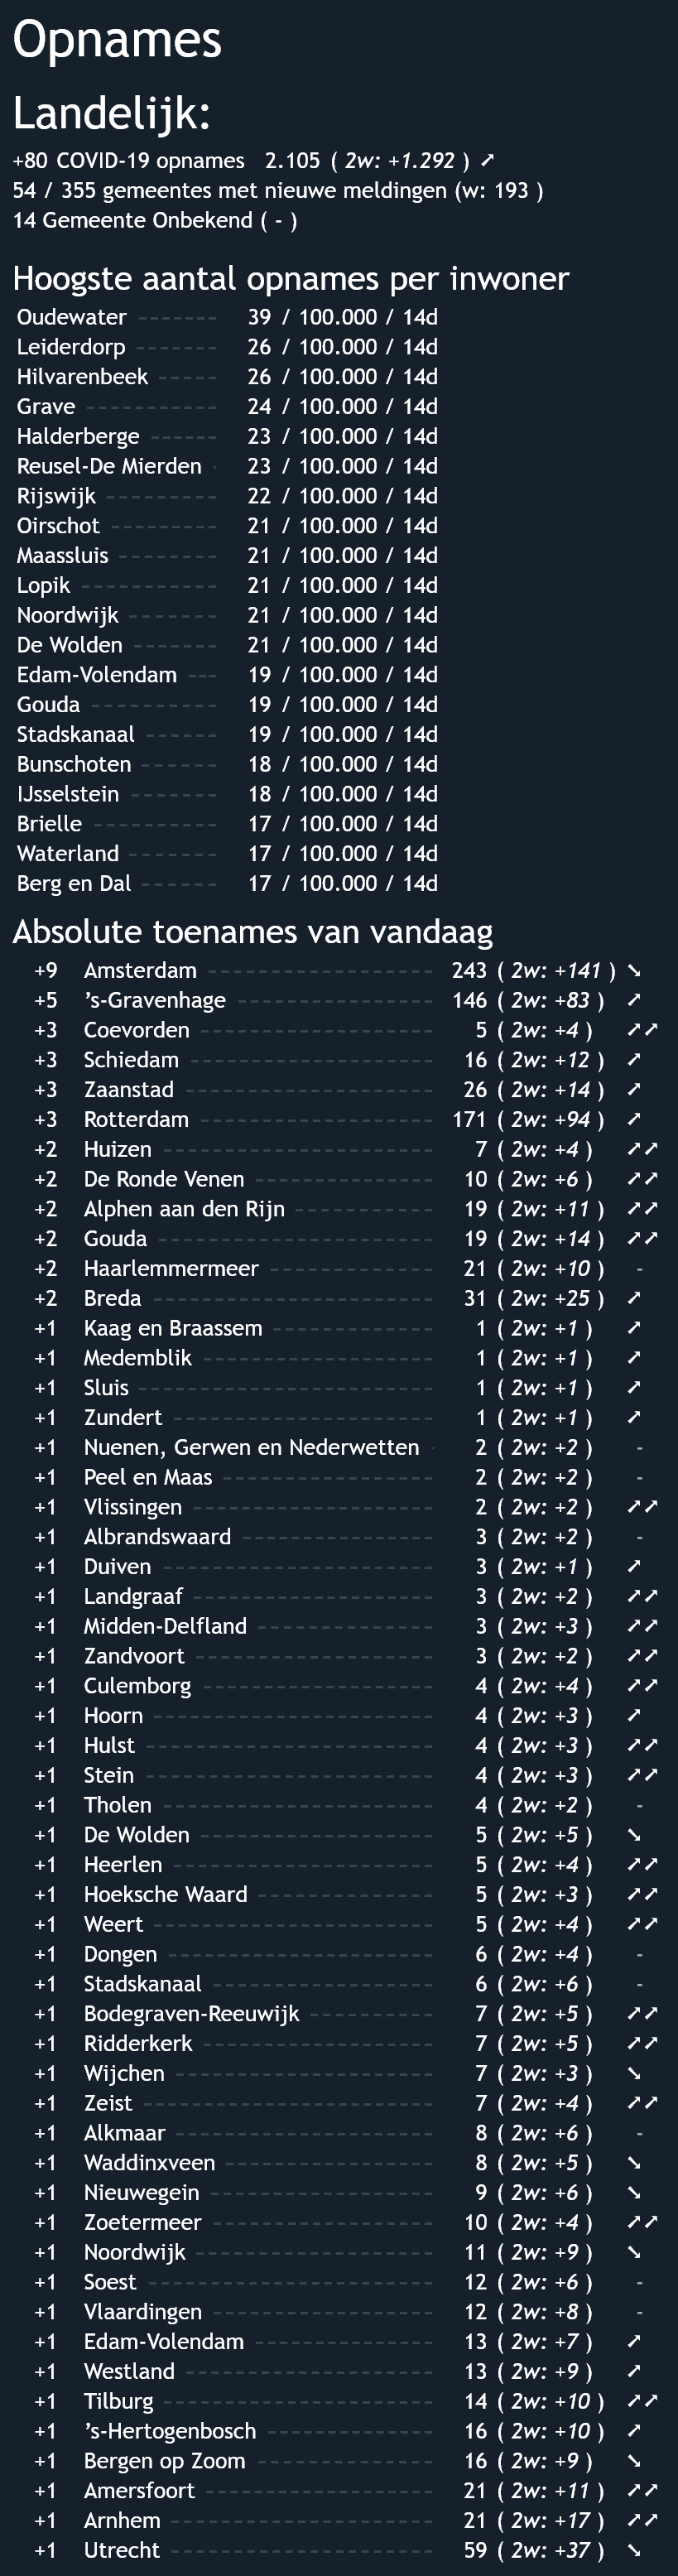 Opnames
Landelijk:
+80 COVID-19 opnames 2.105 ( 2w: +1.292 ) ➚
54 / 355 gemeentes met nieuwe meldingen (w: 193 )
14 Gemeente Onbekend ( - )
Hoogste aantal opnames per inwoner
Oudewater ------- 39 / 100.000 / 14d
Leiderdorp ------- 26 / 100.000 / 14d
Hilvarenbeek ----- 26 / 100.000 / 14d
Grave ----------- 24 / 100.000 / 14d
Halderberge ------ 23 / 100.000 / 14d
Reusel-De Mierden - 23 / 100.000 / 14d
Rijswijk --------- 22 / 100.000 / 14d
Oirschot --------- 21 / 100.000 / 14d
Maassluis -------- 21 / 100.000 / 14d
Lopik ----------- 21 / 100.000 / 14d
Noordwijk ------- 21 / 100.000 / 14d
De Wolden ------- 21 / 100.000 / 14d
Edam-Volendam --- 19 / 100.000 / 14d
Gouda ---------- 19 / 100.000 / 14d
Stadskanaal ------ 19 / 100.000 / 14d
Bunschoten ------ 18 / 100.000 / 14d
IJsselstein ------- 18 / 100.000 / 14d
Brielle ---------- 17 / 100.000 / 14d
Waterland ------- 17 / 100.000 / 14d
Berg en Dal ------ 17 / 100.000 / 14d
Absolute toenames van vandaag
+9 Amsterdam 243 ( 2w: +141 ) ➘
+5 ’s-Gravenhage 146 ( 2w: +83 ) ➚
+3 Coevorden 5 ( 2w: +4 ) ➚➚
+3 Schiedam 16 ( 2w: +12 ) ➚
+3 Zaanstad 26 ( 2w: +14 ) ➚
+3 Rotterdam 171 ( 2w: +94 ) ➚
+2 Huizen 7 ( 2w: +4 ) ➚➚
+2 De Ronde Venen 10 ( 2w: +6 ) ➚➚
+2 Alphen aan den Rijn 19 ( 2w: +11 ) ➚➚
+2 Gouda 19 ( 2w: +14 ) ➚➚
+2 Haarlemmermeer 21 ( 2w: +10 ) -
+2 Breda 31 ( 2w: +25 ) ➚
+1 Kaag en Braassem 1 ( 2w: +1 ) ➚
+1 Medemblik 1 ( 2w: +1 ) ➚
+1 Sluis 1 ( 2w: +1 ) ➚
+1 Zundert 1 ( 2w: +1 ) ➚
+1 Nuenen, Gerwen en Nederwetten 2 ( 2w: +2 ) -
+1 Peel en Maas 2 ( 2w: +2 ) -
+1 Vlissingen 2 ( 2w: +2 ) ➚➚
+1 Albrandswaard 3 ( 2w: +2 ) -
+1 Duiven 3 ( 2w: +1 ) ➚
+1 Landgraaf 3 ( 2w: +2 ) ➚➚
+1 Midden-Delfland 3 ( 2w: +3 ) ➚➚
+1 Zandvoort 3 ( 2w: +2 ) ➚➚
+1 Culemborg 4 ( 2w: +4 ) ➚➚
+1 Hoorn 4 ( 2w: +3 ) ➚
+1 Hulst 4 ( 2w: +3 ) ➚➚
+1 Stein 4 ( 2w: +3 ) ➚➚
+1 Tholen 4 ( 2w: +2 ) -
+1 De Wolden 5 ( 2w: +5 ) ➘
+1 Heerlen 5 ( 2w: +4 ) ➚➚
+1 Hoeksche Waard 5 ( 2w: +3 ) ➚➚
+1 Weert 5 ( 2w: +4 ) ➚➚
+1 Dongen 6 ( 2w: +4 ) -
+1 Stadskanaal 6 ( 2w: +6 ) -
+1 Bodegraven-Reeuwijk 7 ( 2w: +5 ) ➚➚
+1 Ridderkerk 7 ( 2w: +5 ) ➚➚
+1 Wijchen 7 ( 2w: +3 ) ➘
+1 Zeist 7 ( 2w: +4 ) ➚➚
+1 Alkmaar 8 ( 2w: +6 ) -
+1 Waddinxveen 8 ( 2w: +5 ) ➘
+1 Nieuwegein 9 ( 2w: +6 ) ➘
+1 Zoetermeer 10 ( 2w: +4 ) ➚➚
+1 Noordwijk 11 ( 2w: +9 ) ➘
+1 Soest 12 ( 2w: +6 ) -
+1 Vlaardingen 12 ( 2w: +8 ) -
+1 Edam-Volendam 13 ( 2w: +7 ) ➚
+1 Westland 13 ( 2w: +9 ) ➚
+1 Tilburg 14 ( 2w: +10 ) ➚➚
+1 ’s-Hertogenbosch 16 ( 2w: +10 ) ➚
+1 Bergen op Zoom 16 ( 2w: +9 ) ➘
+1 Amersfoort 21 ( 2w: +11 ) ➚➚
+1 Arnhem 21 ( 2w: +17 ) ➚➚
+1 Utrecht 59 ( 2w: +37 ) ➘